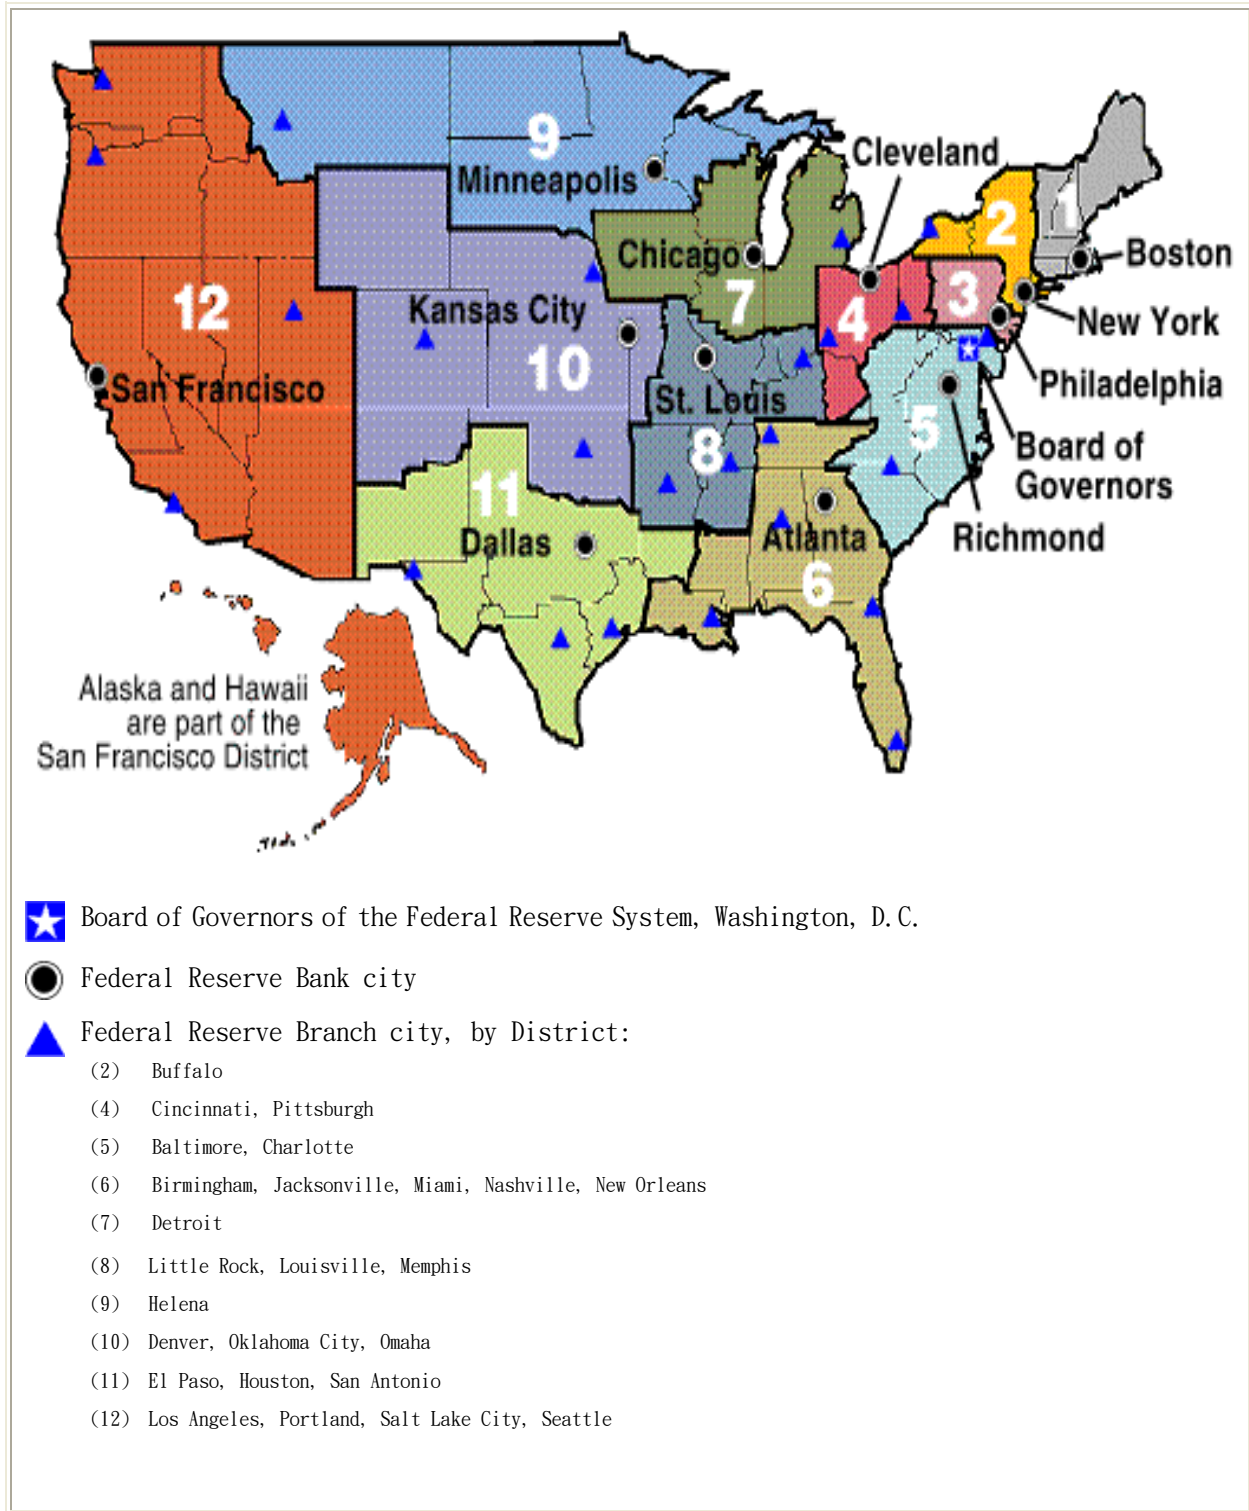 9
Minneapolis
Cleveland
2
1
Chicago
Boston
12
7
4
3
Kansas City
New York
10
San Francisco
St. Louis
Philadelphia
8
5
Board of
Governors
11
Dallas
Atlanta
Richmond
6
Alaska and Hawaii
are part of the
San Francisco District
Board of Governors of the Federal Reserve System, Washington, D.C.
Federal Reserve Bank city
Federal Reserve Branch city, by District:
(2) Buffalo
(4) Cincinnati, Pittsburgh
(5) Baltimore, Charlotte
(6) Birmingham, Jacksonville, Miami, Nashville, New Orleans
(7) Detroit
(8) Little Rock, Louisville, Memphis
(9) Helena
(10) Denver, Oklahoma City, Omaha
(11) El Paso, Houston, San Antonio
(12) Los Angeles, Portland, Salt Lake City, Seattle